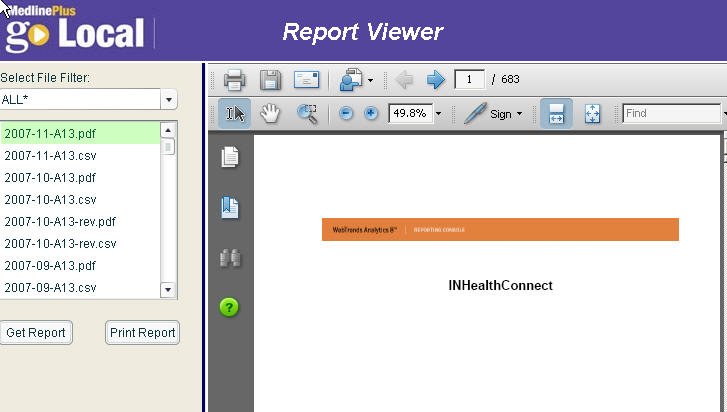 MedlinePlus
go Local
Report Viewer
Select File Filter:
ALL*
2007-11-A13.pdf
2007-11-A13.csv
2007-10-A13.pdf
2007-10-A13.csv
2007-10-A13-rev.pdf
2007-10-A13-rev.csv
2007-09-A13.pdf
2007-09-A13.csv
Get Report
Print Report
1 / 683
49.8%
Sign
Find
WebTrends Analytics 8™ | REPORTING CONSOLE
INHealthConnect